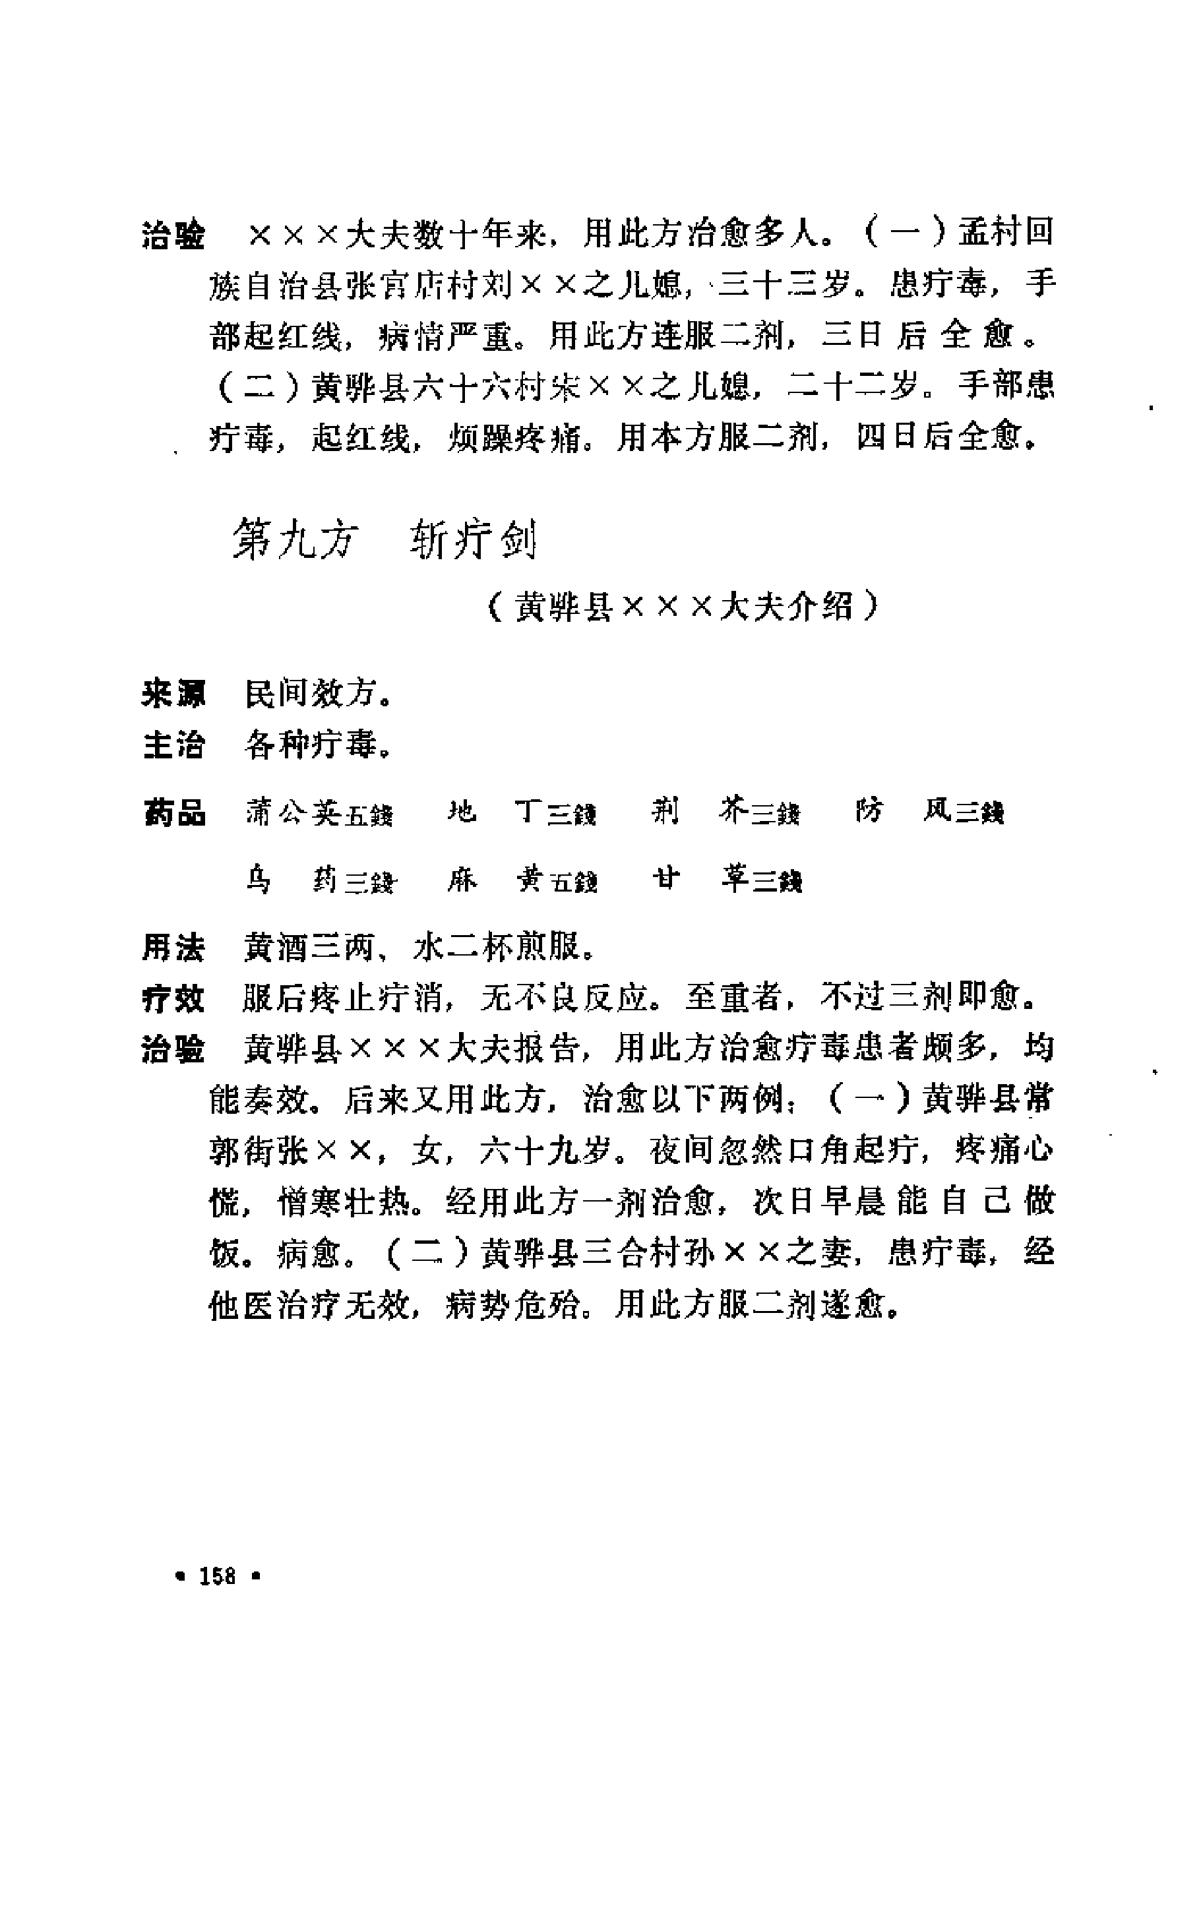 治验　×××大夫数十年来，用此方治愈多人。（一）孟村回
族自治县张官店村刘××之儿媳，三十三岁。患疔毒，手
部起红线，病情严重。用此方连服二剂，三日后全愈。
（二）黄骅县六十六村宋××之儿媳，二十二岁。手部患
疔毒，起红线，烦躁疼痛。用本方服二剂，四日后全愈。
第九方　斩疔剑
（黄骅县×××大夫介绍）
来源　民间效方。
主治　各种疔毒。
药品　蒲公英五錢　地　丁三錢　荆　芥三錢　防　风三錢
乌　药三錢　麻　黄五錢　甘　草三錢
用法　黄酒三两、水二杯煎服。
疗效　服后疼止疔消，无不良反应。至重者，不过三剂即愈。
治验　黄骅县×××大夫报告，用此方治愈疔毒患者颇多，均
能奏效。后来又用此方，治愈以下两例：（一）黄骅县常
郭街张××，女，六十九岁。夜间忽然口角起疔，疼痛心
慌，憎寒壮热。经用此方一剂治愈，次日早晨能自己做
饭。病愈。（二）黄骅县三合村孙××之妻，患疔毒，经
他医治疗无效，病势危殆。用此方服二剂遂愈。
• 158 •